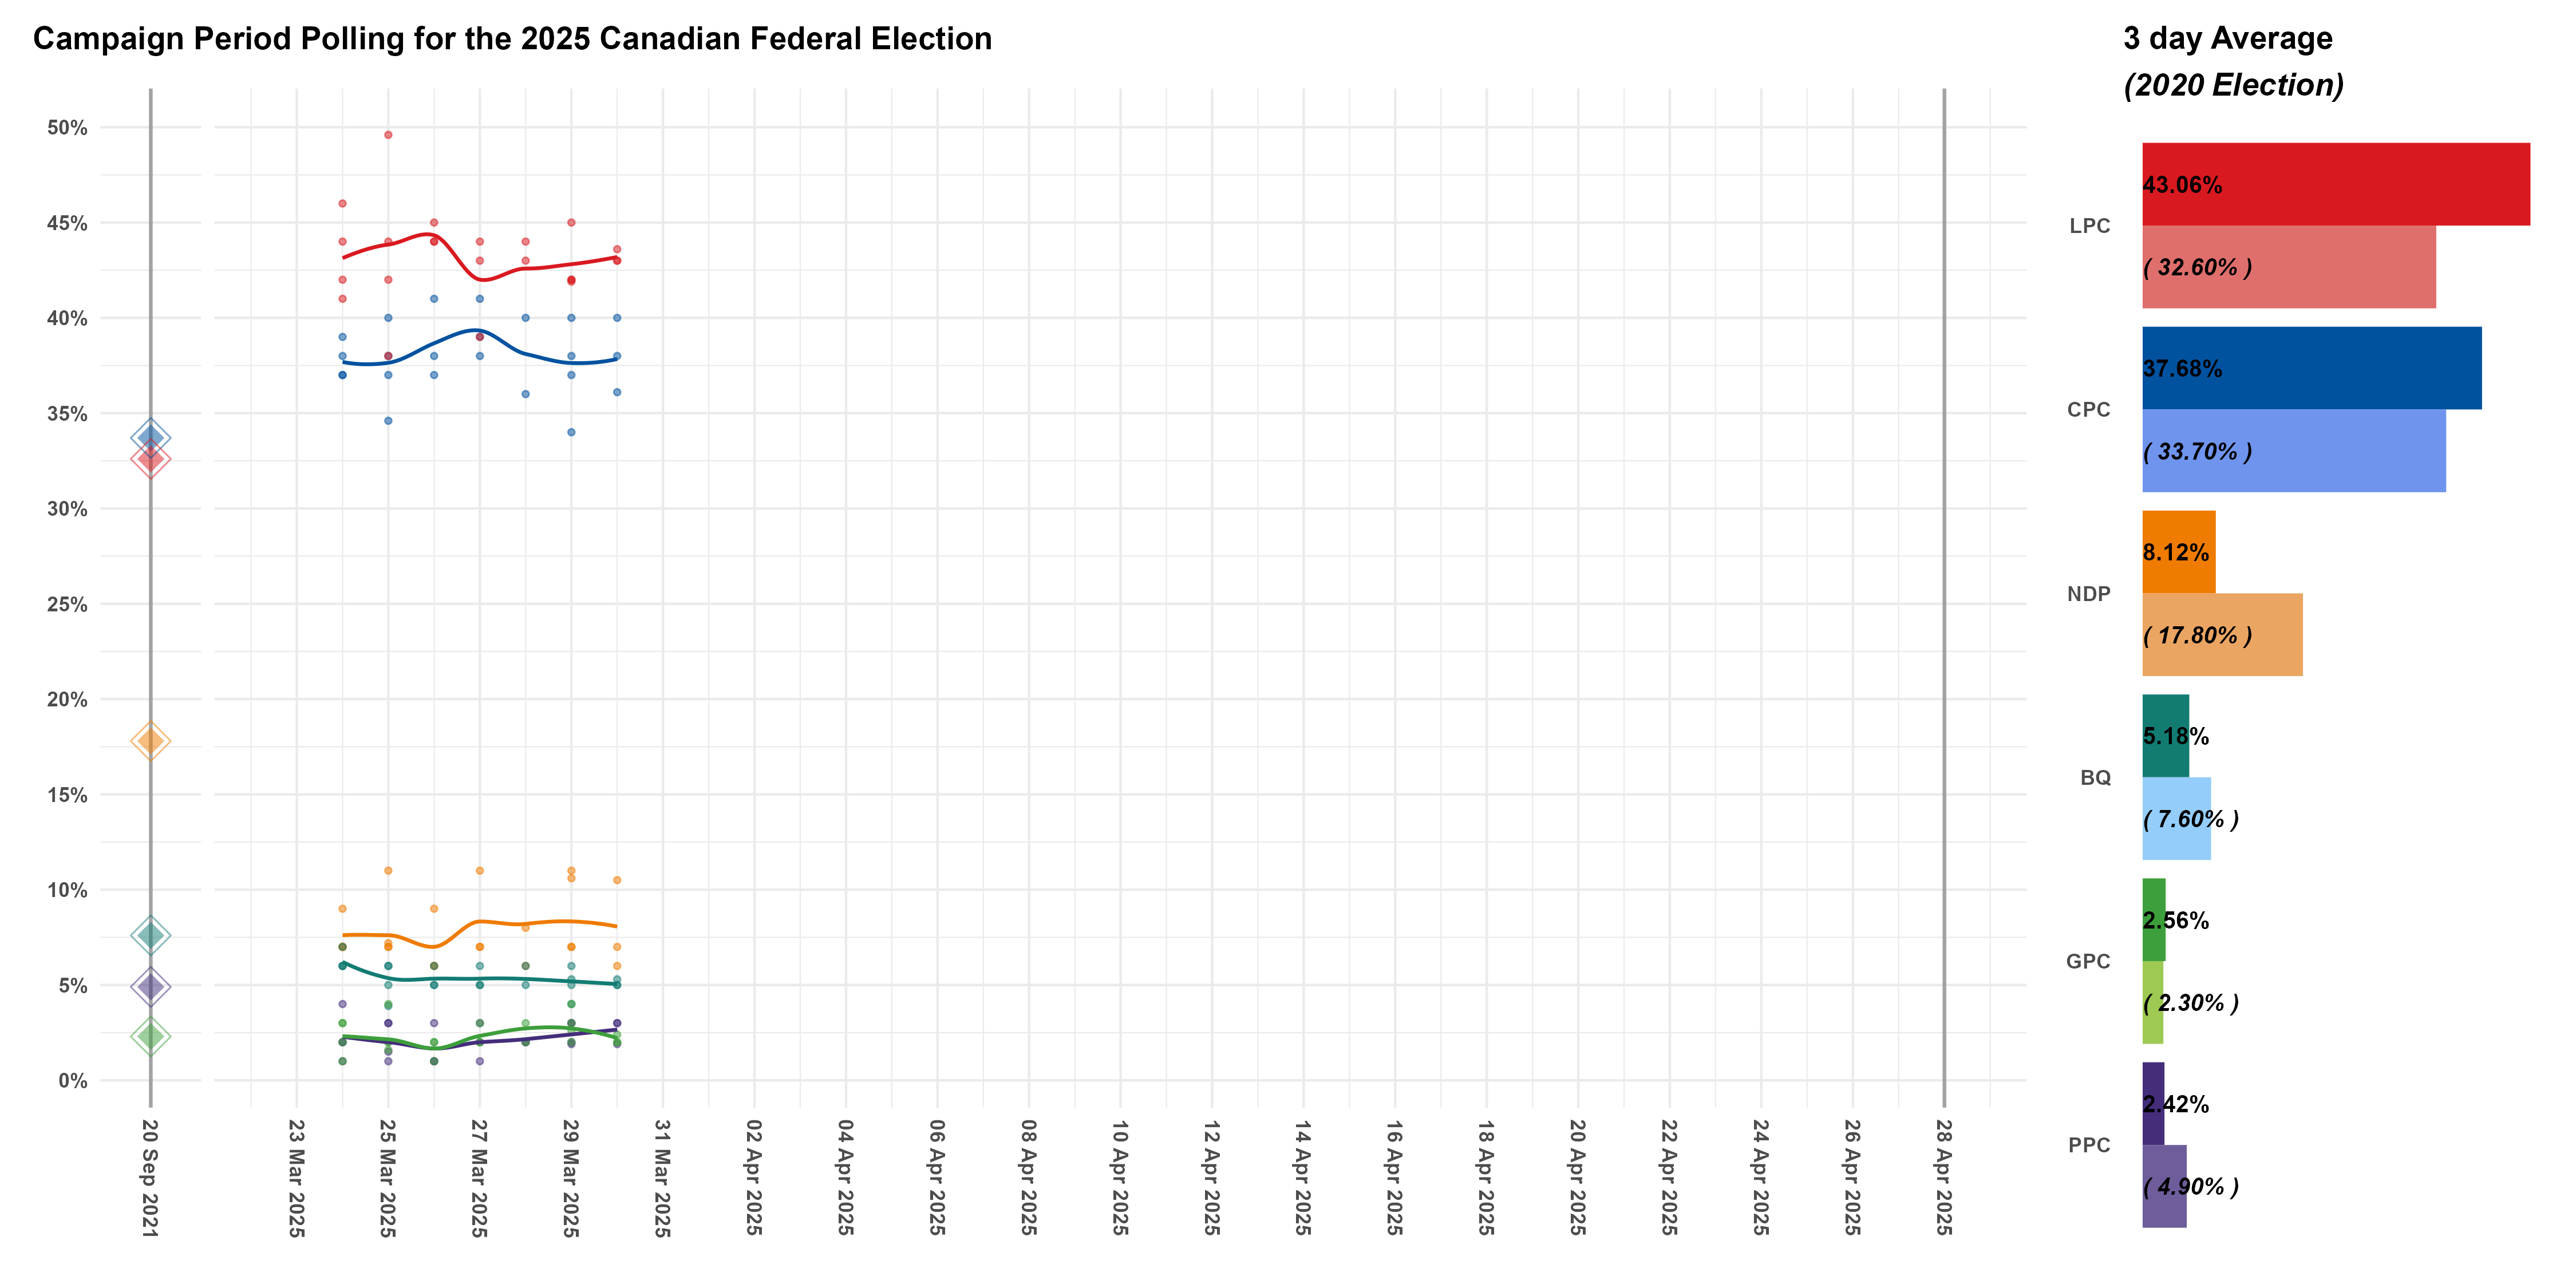 Campaign Period Polling for the 2025 Canadian Federal Election
50%
45%
40%
35%
30%
25%
20%
15%
10%
5%
0%
20 Sep 2021
23 Mar 2025
25 Mar 2025
27 Mar 2025
29 Mar 2025
31 Mar 2025
02 Apr 2025
04 Apr 2025
06 Apr 2025
08 Apr 2025
10 Apr 2025
12 Apr 2025
14 Apr 2025
16 Apr 2025
18 Apr 2025
20 Apr 2025
22 Apr 2025
24 Apr 2025
26 Apr 2025
28 Apr 2025
3 day Average
(2020 Election)
LPC
43.06%
( 32.60% )
CPC
37.68%
( 33.70% )
NDP
8.12%
( 17.80% )
BQ
5.18%
( 7.60% )
GPC
2.56%
( 2.30% )
PPC
2.42%
( 4.90% )